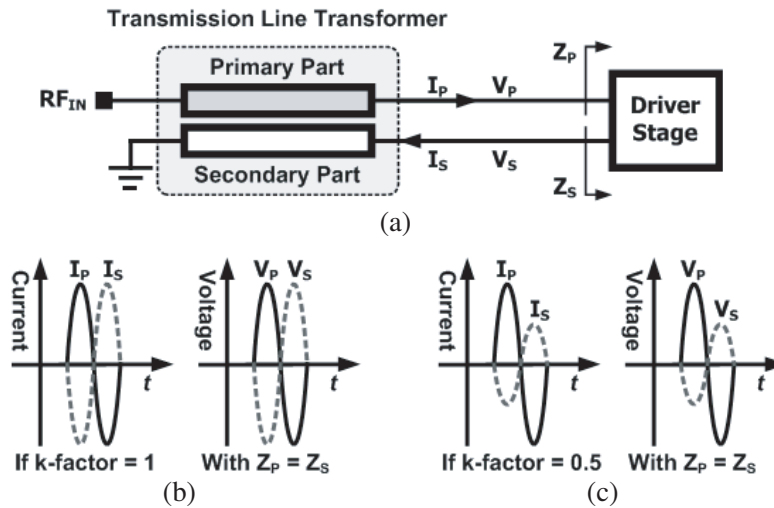 Transmission Line Transformer
Primary Part
RF_IN
Secondary Part
I_P
V_P
I_S
V_S
Z_P
Z_S
Driver
Stage
(a)
Current
I_P
I_S
t
If k-factor = 1
Voltage
V_P
V_S
t
With Z_P = Z_S
(b)
Current
I_P
I_S
t
If k-factor = 0.5
Voltage
V_P
V_S
t
With Z_P = Z_S
(c)